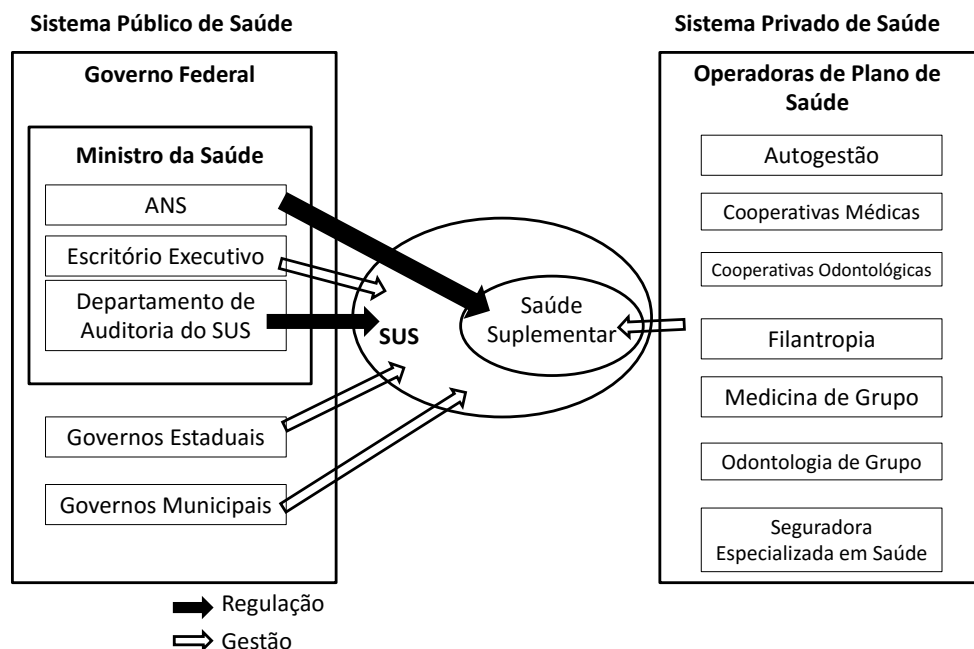 Sistema Público de Saúde
Governo Federal
Ministro da Saúde
ANS
Escritório Executivo
Departamento de
Auditoria do SUS
Governos Estaduais
Governos Municipais
SUS
Saúde
Suplementar
Sistema Privado de Saúde
Operadoras de Plano de
Saúde
Autogestão
Cooperativas Médicas
Cooperativas Odontológicas
Filantropia
Medicina de Grupo
Odontologia de Grupo
Seguradora
Especializada em Saúde
Regulação
Gestão